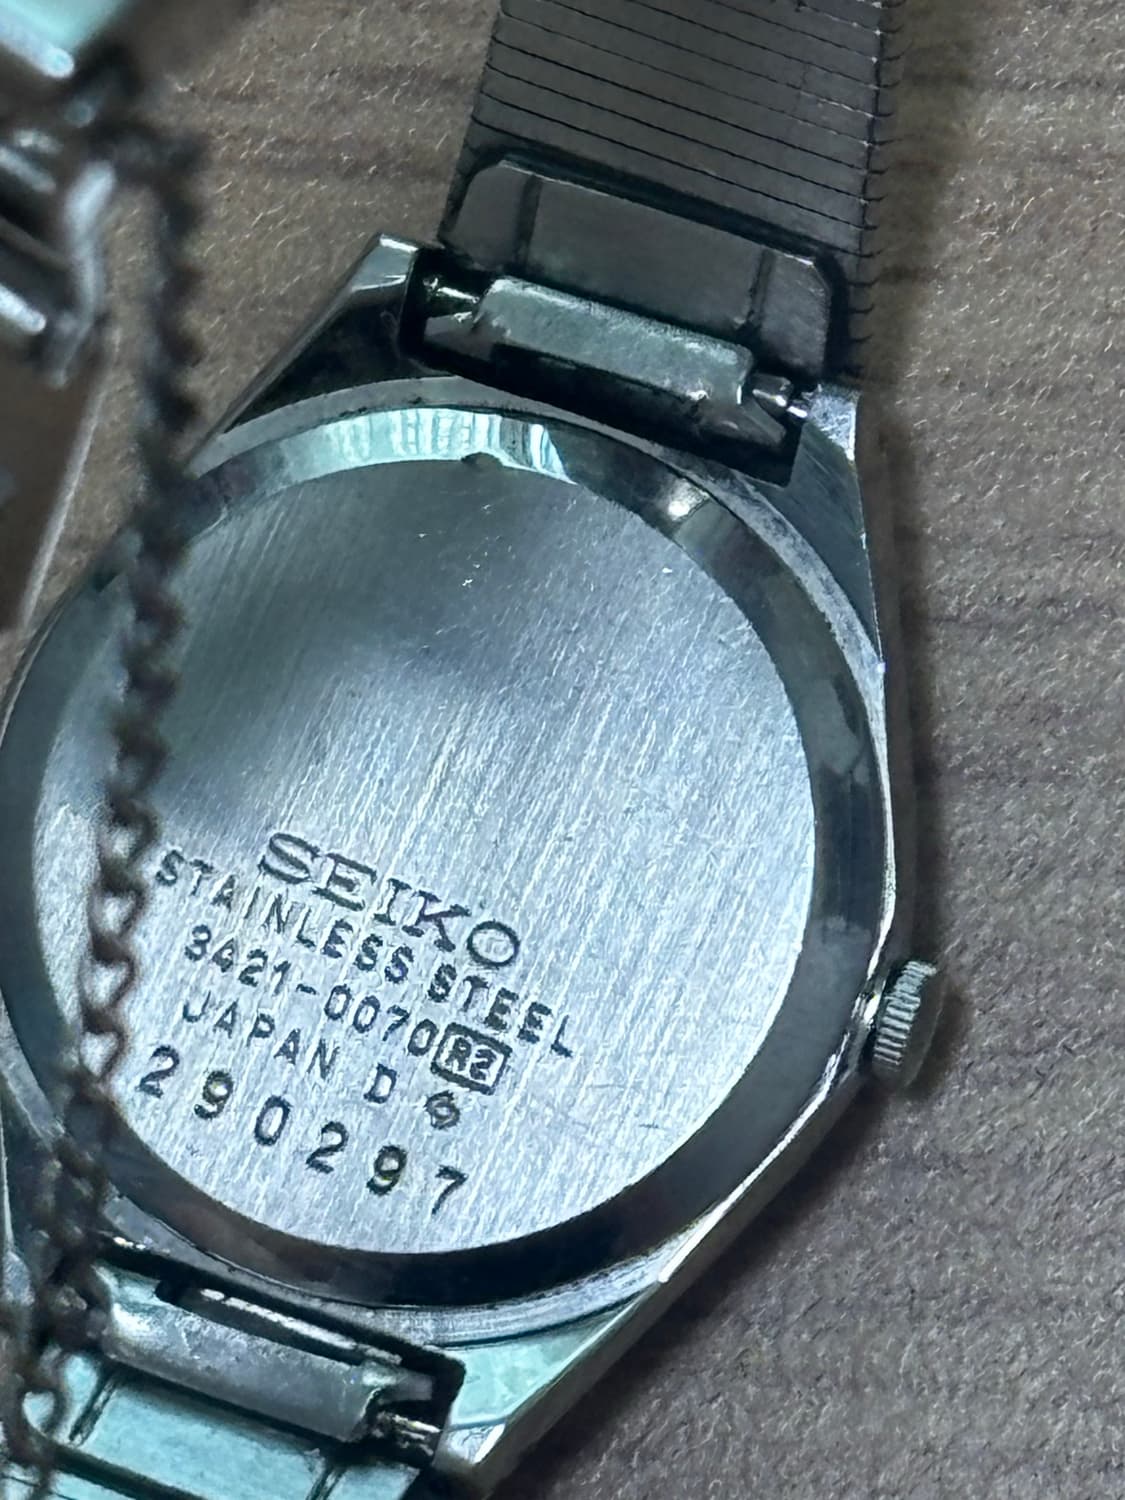 SEIKO
STAINLESS STEEL
3421-0070 R2
JAPAN D
290297